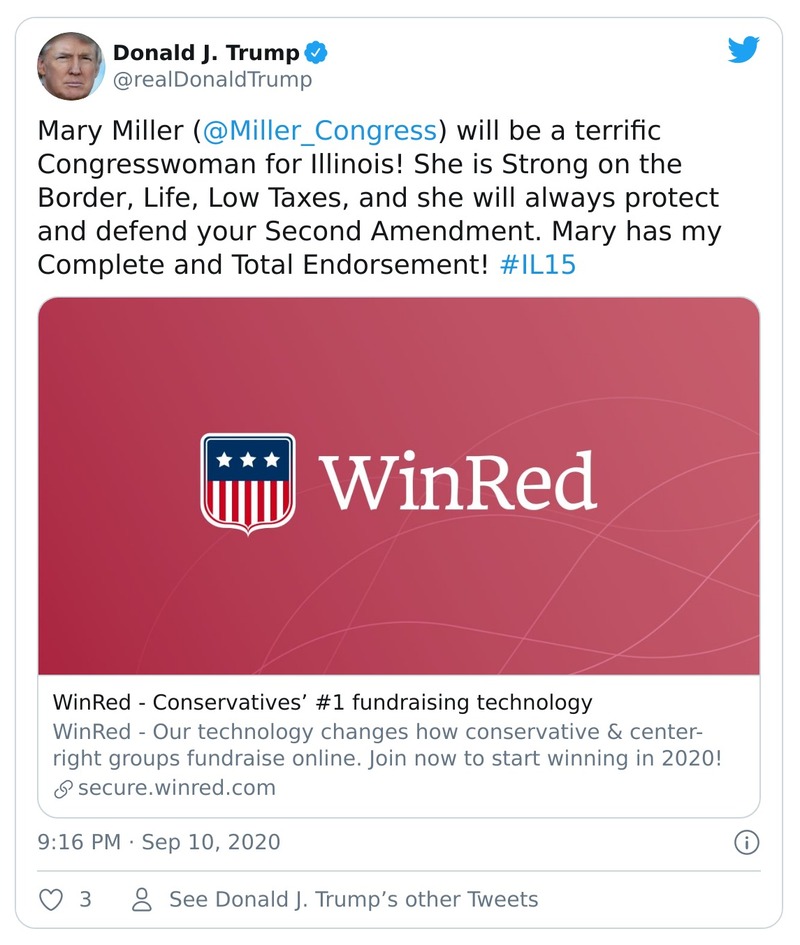 Donald J. Trump
@realDonaldTrump
Mary Miller (@Miller_Congress) will be a terrific
Congresswoman for Illinois! She is Strong on the
Border, Life, Low Taxes, and she will always protect
and defend your Second Amendment. Mary has my
Complete and Total Endorsement! #IL15
WinRed
WinRed - Conservatives’ #1 fundraising technology
WinRed - Our technology changes how conservative & center-
right groups fundraise online. Join now to start winning in 2020!
secure.winred.com
9:16 PM · Sep 10, 2020
3 See Donald J. Trump’s other Tweets